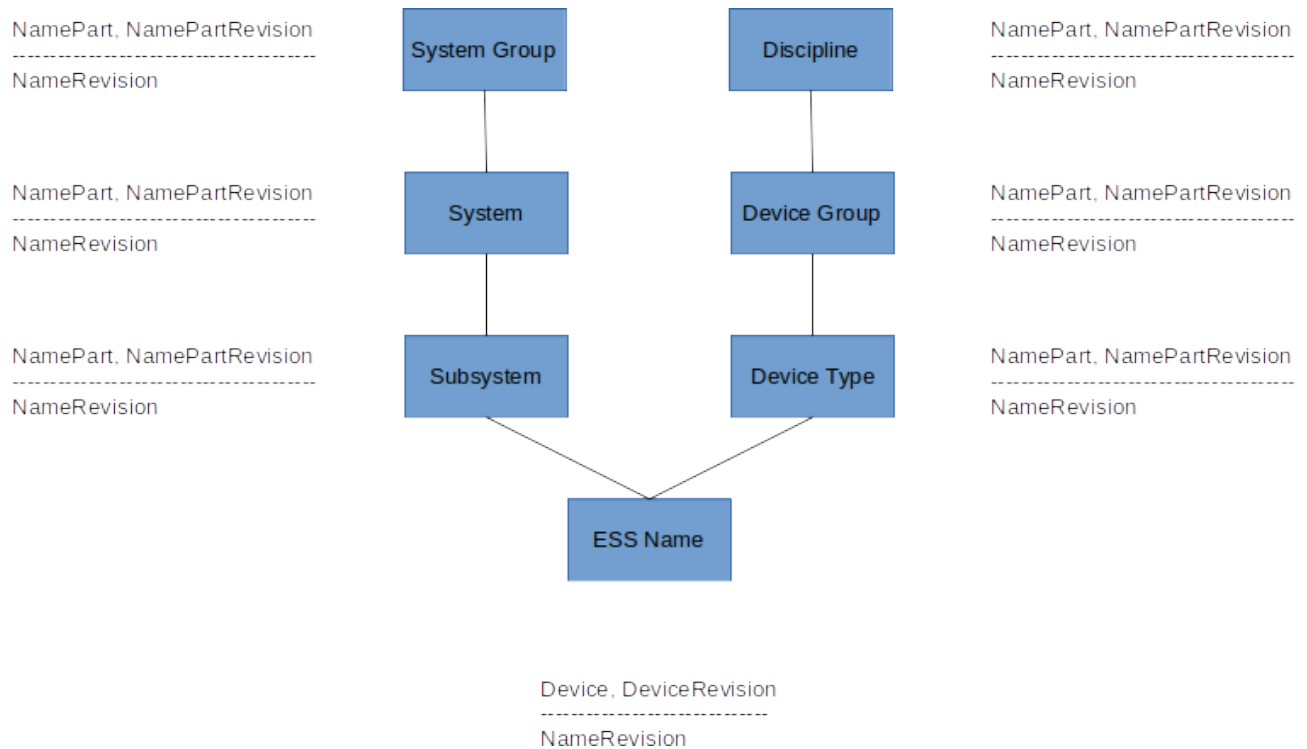 NamePart, NamePartRevision
----------------------------------------
NameRevision
System Group
Discipline
NamePart, NamePartRevision
----------------------------------------
NameRevision
NamePart, NamePartRevision
----------------------------------------
NameRevision
System
Device Group
NamePart, NamePartRevision
----------------------------------------
NameRevision
NamePart, NamePartRevision
----------------------------------------
NameRevision
Subsystem
Device Type
NamePart, NamePartRevision
----------------------------------------
NameRevision
ESS Name
Device, DeviceRevision
------------------------------
NameRevision